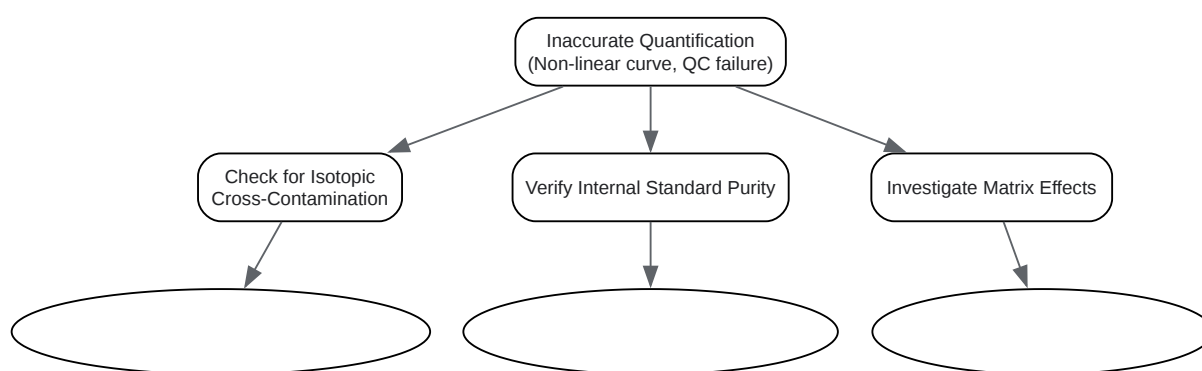 Inaccurate Quantification
(Non-linear curve, QC failure)
Check for Isotopic
Cross-Contamination
Verify Internal Standard Purity
Investigate Matrix Effects